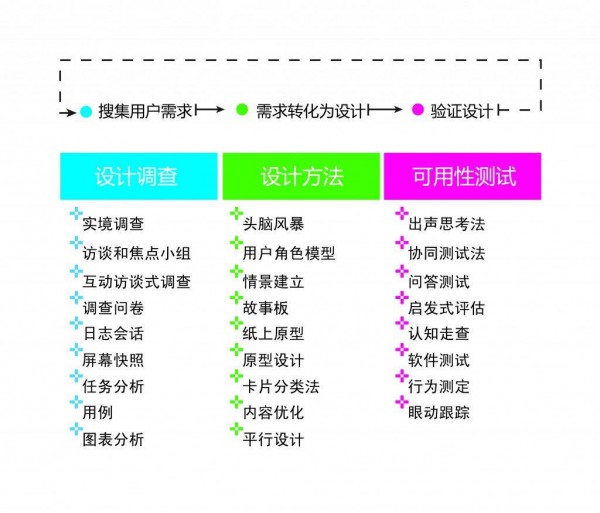 搜集用户需求 需求转化为设计 验证设计
设计调查 设计方法 可用性测试
实境调查 头脑风暴 出声思考法
访谈和焦点小组 用户角色模型 协同测试法
互动访谈式调查 情景建立 问答测试
调查问卷 故事板 启发式评估
日志会话 纸上原型 认知走查
屏幕快照 原型设计 软件测试
任务分析 卡片分类法 行为测定
用例 内容优化 眼动跟踪
图表分析 平行设计